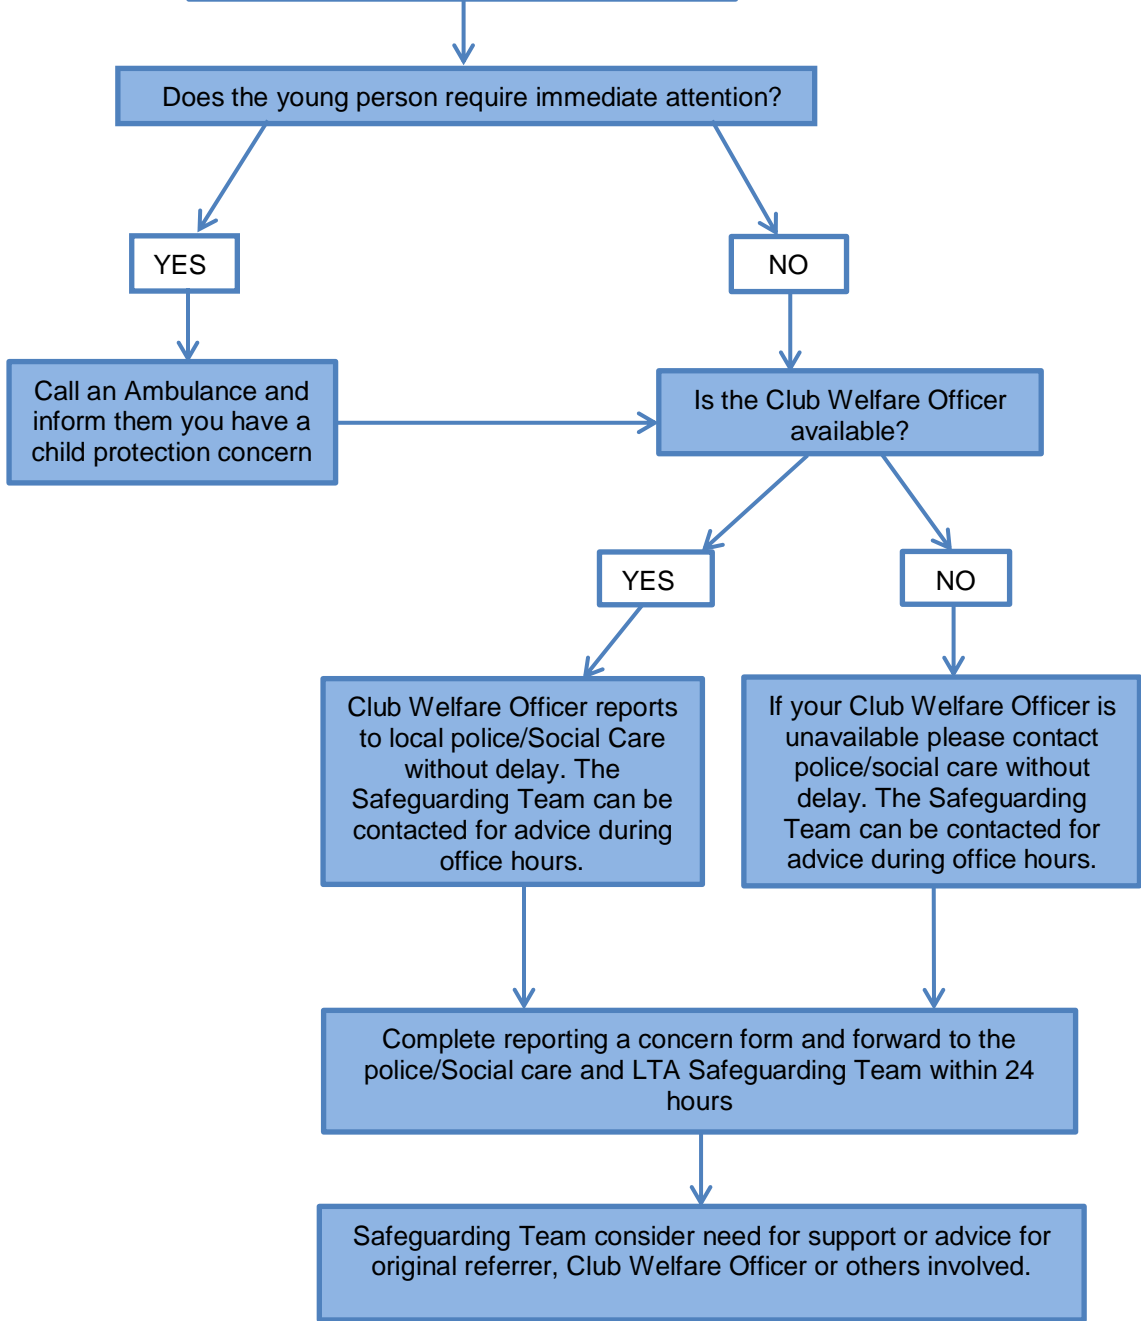 Does the young person require immediate attention?
YES
NO
Call an Ambulance and
inform them you have a
child protection concern
Is the Club Welfare Officer
available?
YES
NO
Club Welfare Officer reports
to local police/Social Care
without delay. The
Safeguarding Team can be
contacted for advice during
office hours.
If your Club Welfare Officer is
unavailable please contact
police/social care without
delay. The Safeguarding
Team can be contacted for
advice during office hours.
Complete reporting a concern form and forward to the
police/Social care and LTA Safeguarding Team within 24
hours
Safeguarding Team consider need for support or advice for
original referrer, Club Welfare Officer or others involved.